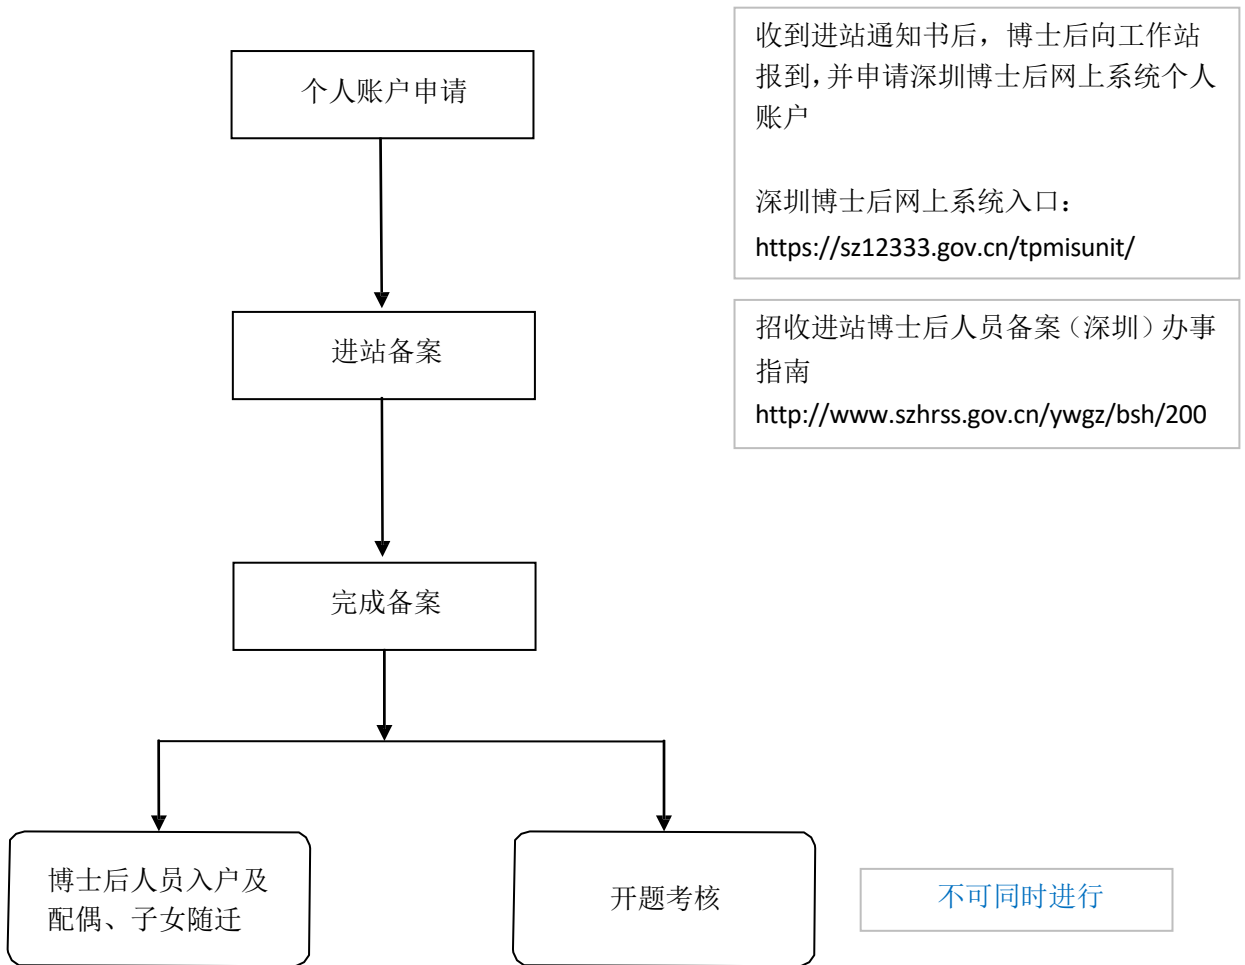 个人账户申请
收到进站通知书后，博士后向工作站
报到，并申请深圳博士后网上系统个人
账户
深圳博士后网上系统入口：
https://sz12333.gov.cn/tpmisunit/
进站备案
招收进站博士后人员备案（深圳）办事
指南
http://www.szhrss.gov.cn/ywgz/bsh/200
完成备案
博士后人员入户及
配偶、子女随迁
开题考核
不可同时进行